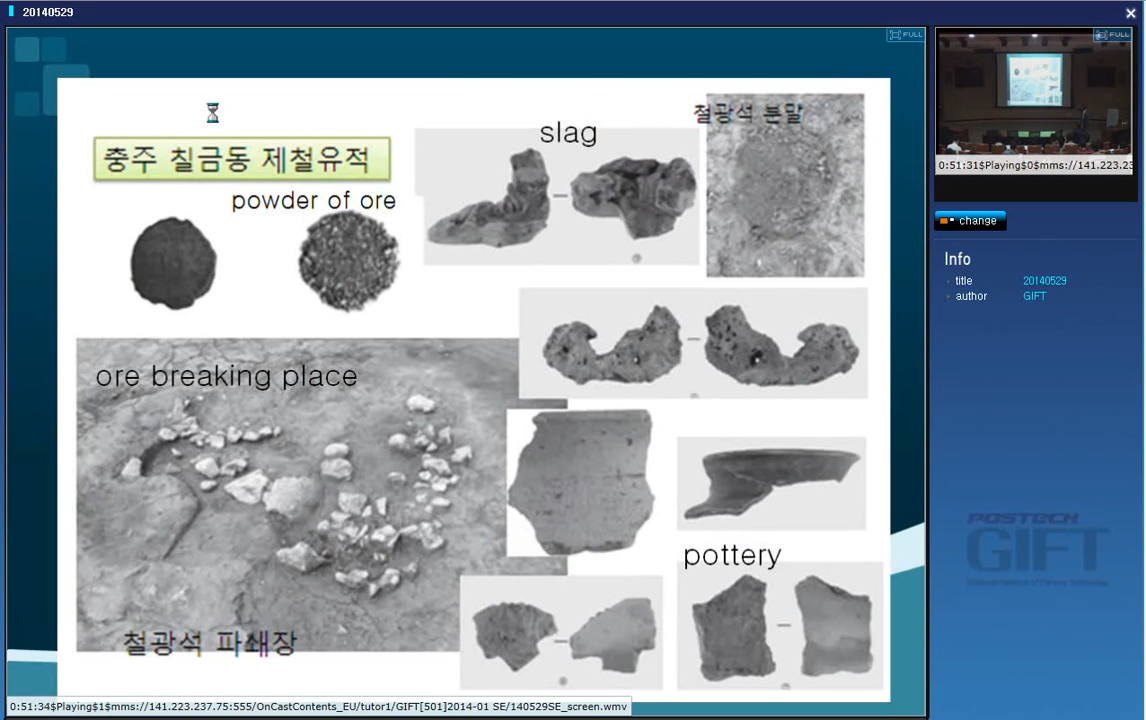 20140529
FULL
FULL
충주 칠금동 제철유적
slag
철광석 분말
powder of ore
ore breaking place
철광석 파쇄장
pottery
0:51:34$Playing$1$mms://141.223.237.75:555/OnCastContents_EU/tutor1/GIFT[501]2014-01 SE/140529SE_screen.wmv
0:51:31$Playing$0$mms://141.223.23
change
Info
title 20140529
author GIFT
POSTECH
GIFT